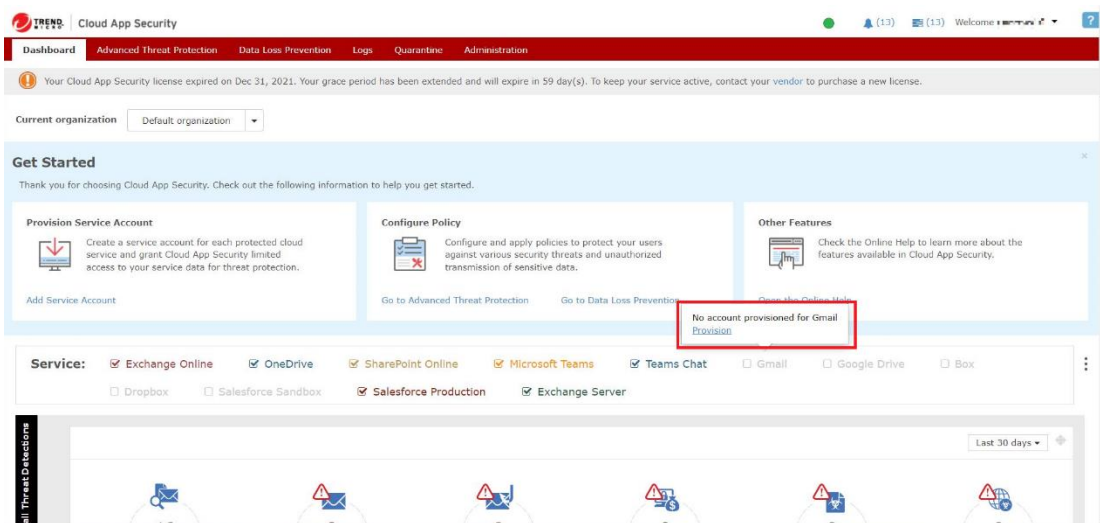 TREND MICRO Cloud App Security (13) (13) Welcome ?
Dashboard Advanced Threat Protection Data Loss Prevention Logs Quarantine Administration
Your Cloud App Security license expired on Dec 31, 2021. Your grace period has been extended and will expire in 59 day(s). To keep your service active, contact your vendor to purchase a new license.
Current organization Default organization
Get Started
Thank you for choosing Cloud App Security. Check out the following information to help you get started.
Provision Service Account
Create a service account for each protected cloud
service and grant Cloud App Security limited
access to your service data for threat protection.
Add Service Account
Configure Policy
Configure and apply policies to protect your users
against various security threats and unauthorized
transmission of sensitive data.
Go to Advanced Threat Protection Go to Data Loss Prevention
Other Features
Check the Online Help to learn more about the
features available in Cloud App Security.
Open the Online Help
No account provisioned for Gmail
Provision
Service: Exchange Online OneDrive SharePoint Online Microsoft Teams Teams Chat Gmail Google Drive Box
Dropbox Salesforce Sandbox Salesforce Production Exchange Server
Threat Detections
Last 30 days